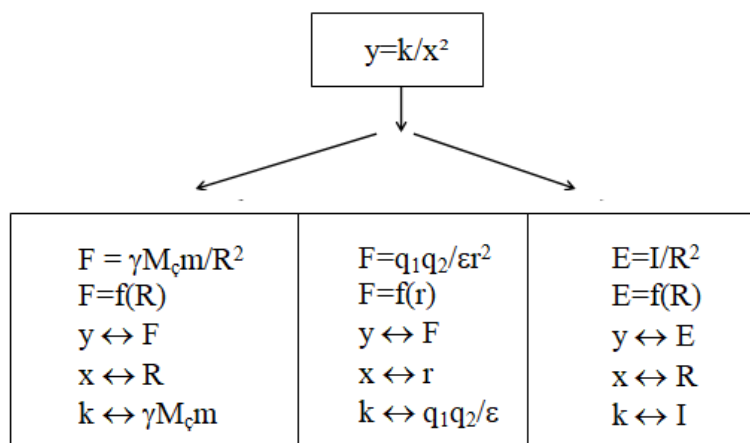 y=k/x²
F = γMçm/R²
F=f(R)
y ↔ F
x ↔ R
k ↔ γMçm
F=q₁q₂/εr²
F=f(r)
y ↔ F
x ↔ r
k ↔ q₁q₂/ε
E=I/R²
E=f(R)
y ↔ E
x ↔ R
k ↔ I